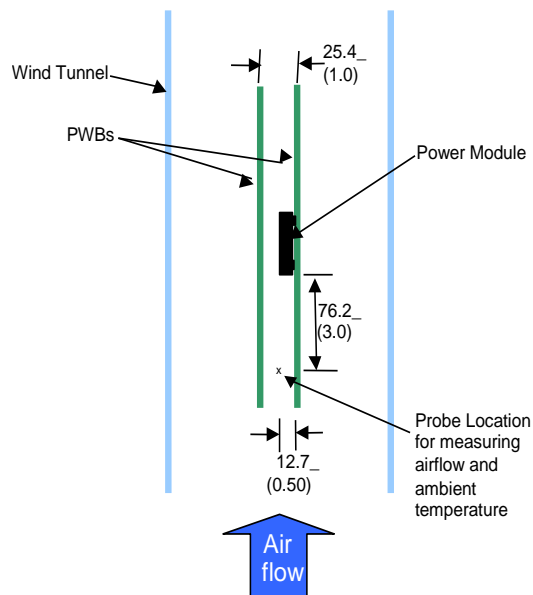 25.4_
(1.0)
Wind Tunnel
PWBs
Power Module
76.2_
(3.0)
x
Probe Location
for measuring
airflow and
ambient
temperature
12.7_
(0.50)
Air
flow